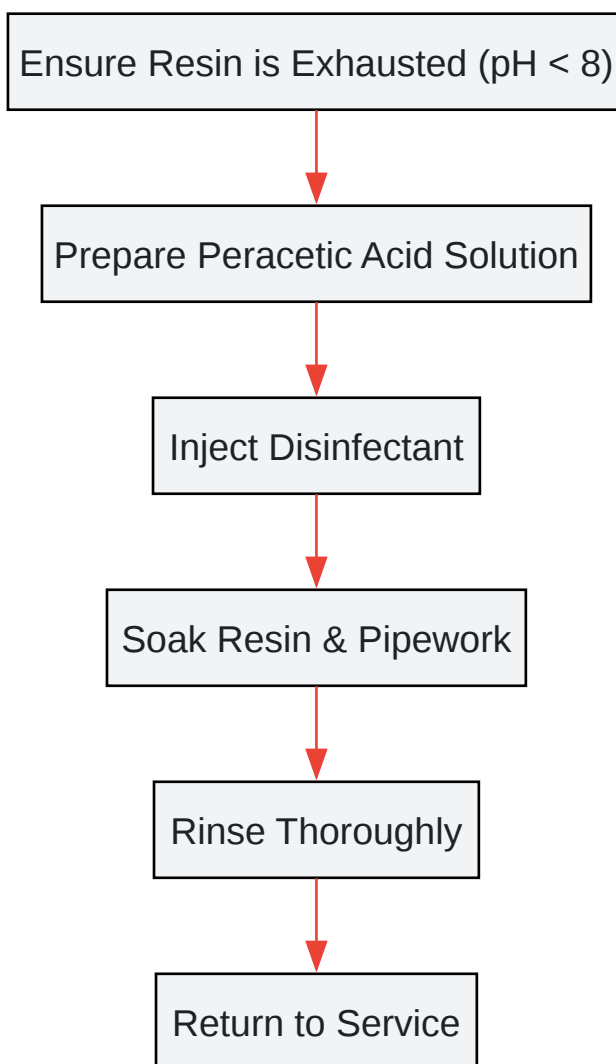 Ensure Resin is Exhausted (pH < 8)
Prepare Peracetic Acid Solution
Inject Disinfectant
Soak Resin & Pipework
Rinse Thoroughly
Return to Service